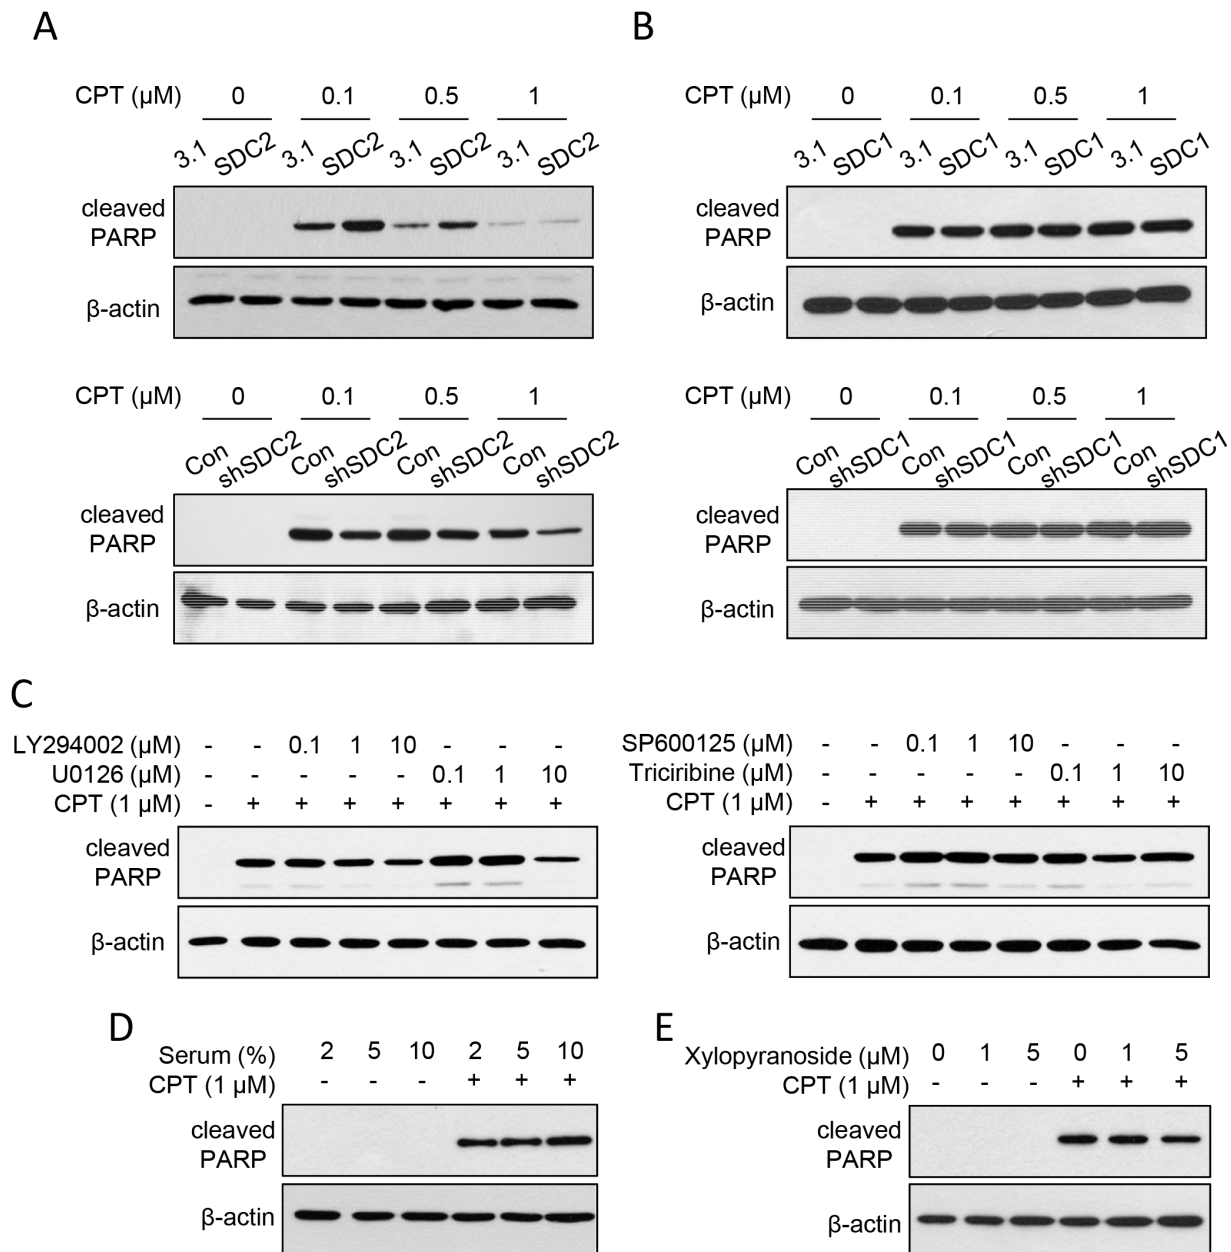 A
B
CPT (µM) 0 0.1 0.5 1
3.1 SDC2 3.1 SDC2 3.1 SDC2 3.1 SDC2
cleaved
PARP
β-actin
CPT (µM) 0 0.1 0.5 1
3.1 SDC1 3.1 SDC1 3.1 SDC1 3.1 SDC1
cleaved
PARP
β-actin
CPT (µM) 0 0.1 0.5 1
Con shSDC2 Con shSDC2 Con shSDC2 Con shSDC2
cleaved
PARP
β-actin
CPT (µM) 0 0.1 0.5 1
Con shSDC1 Con shSDC1 Con shSDC1 Con shSDC1
cleaved
PARP
β-actin
C
LY294002 (µM) - - 0.1 1 10 - - -
U0126 (µM) - - - - - 0.1 1 10
CPT (1 µM) - + + + + + + +
cleaved
PARP
β-actin
SP600125 (µM) - - 0.1 1 10 - - -
Triciribine (µM) - - - - - 0.1 1 10
CPT (1 µM) - + + + + + + +
cleaved
PARP
β-actin
D
Serum (%) 2 5 10 2 5 10
CPT (1 µM) - - - + + +
cleaved
PARP
β-actin
E
Xylopyranoside (µM) 0 1 5 0 1 5
CPT (1 µM) - - - + + +
cleaved
PARP
β-actin